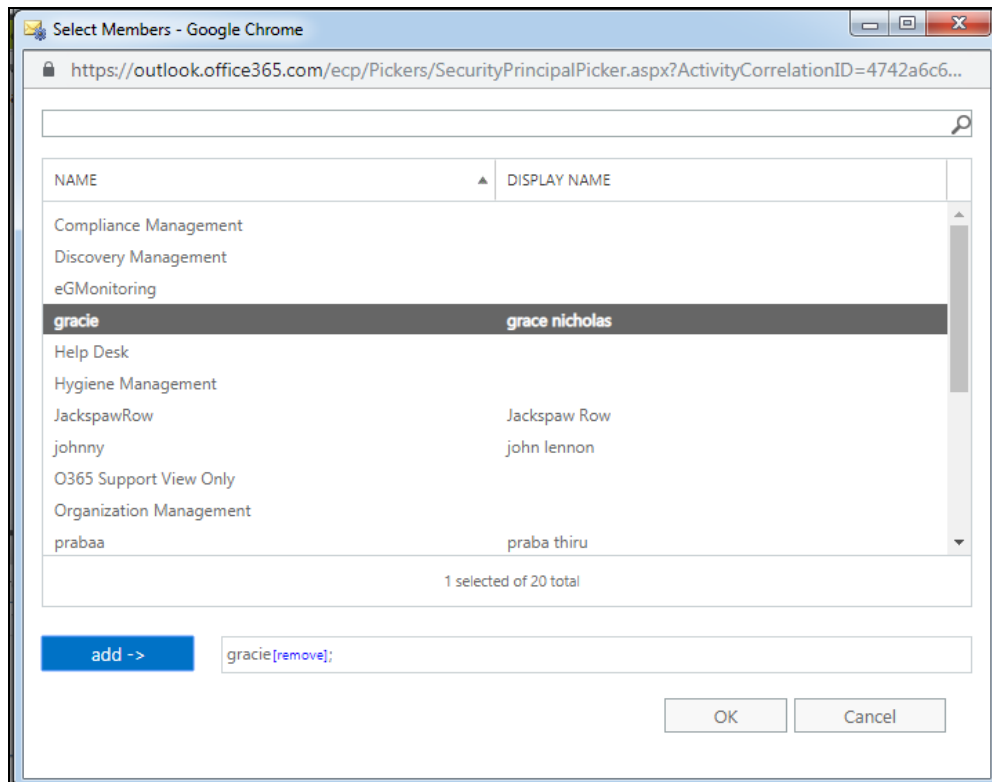 Select Members - Google Chrome
https://outlook.office365.com/ecp/Pickers/SecurityPrincipalPicker.aspx?ActivityCorrelationID=4742a6c6...
NAME DISPLAY NAME
Compliance Management
Discovery Management
eGMonitoring
gracie grace nicholas
Help Desk
Hygiene Management
JackspawRow Jackspaw Row
johnny john lennon
O365 Support View Only
Organization Management
prabaa praba thiru
1 selected of 20 total
add -> gracie[remove];
OK Cancel